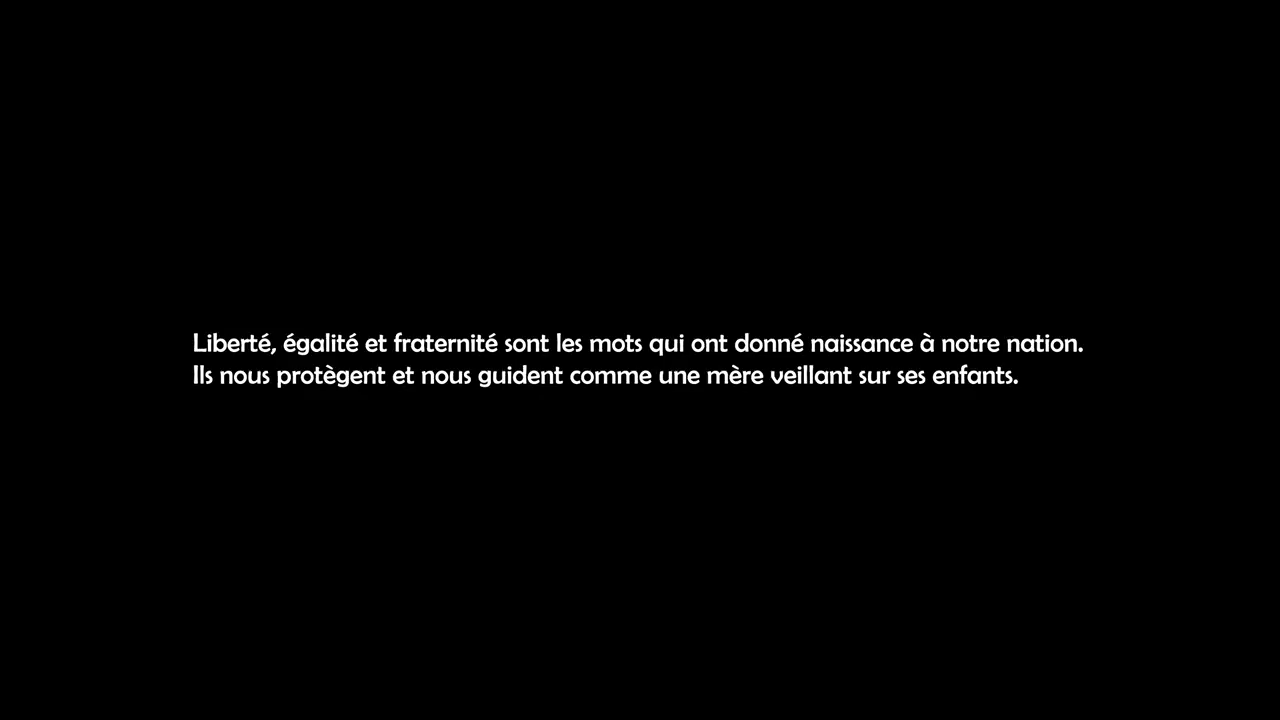 Liberté, égalité et fraternité sont les mots qui ont donné naissance à notre nation.
Ils nous protègent et nous guident comme une mère veillant sur ses enfants.